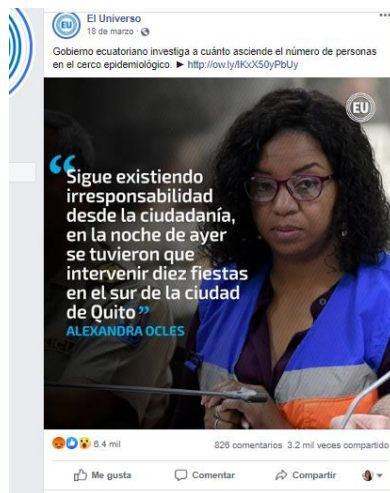 EU
El Universo
18 de marzo ·
Gobierno ecuatoriano investiga a cuánto asciende el número de personas
en el cerco epidemiológico. ► http://ow.ly/IKxX50yPbUy
EU
“Sigue existiendo
irresponsabilidad
desde la ciudadanía,
en la noche de ayer
se tuvieron que
intervenir diez fiestas
en el sur de la ciudad
de Quito”
ALEXANDRA OCLES
6.4 mil
826 comentarios 3.2 mil veces compartido
Me gusta Comentar Compartir